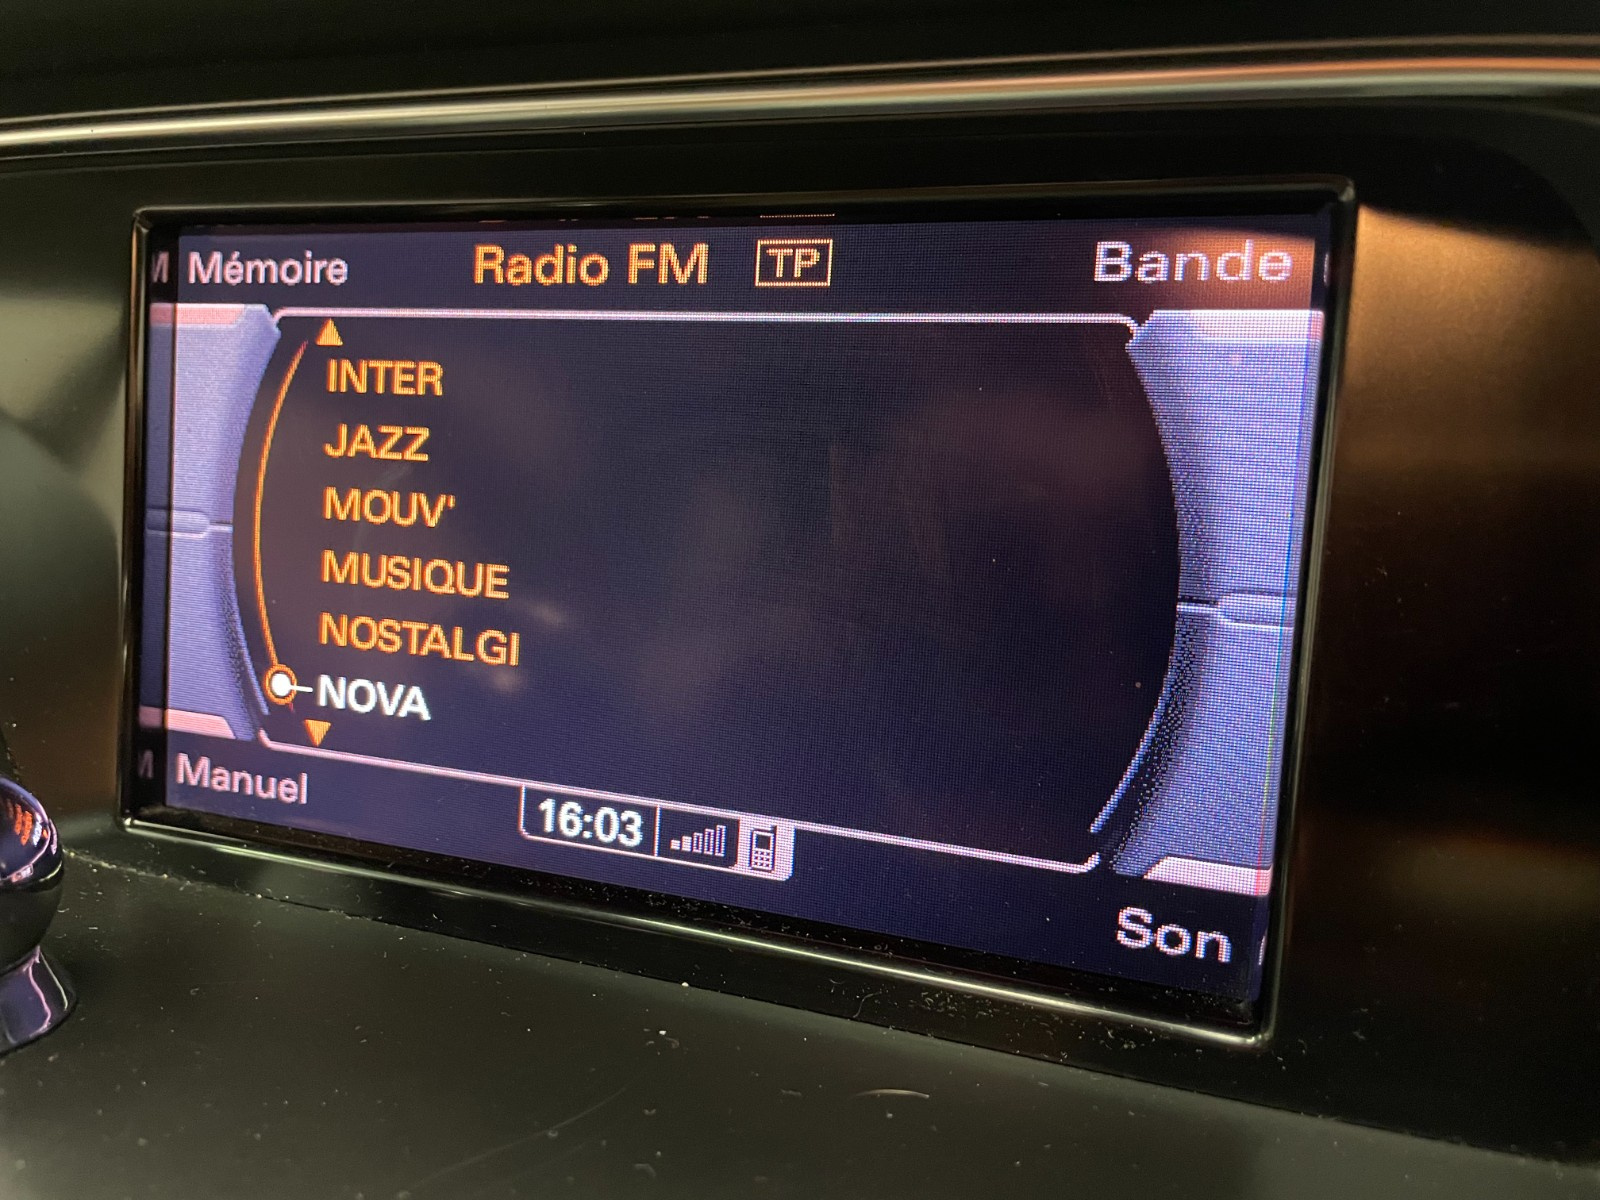 Mémoire
Radio FM
TP
Bande
INTER
JAZZ
MOUV'
MUSIQUE
NOSTALGI
NOVA
Manuel
16:03
Son